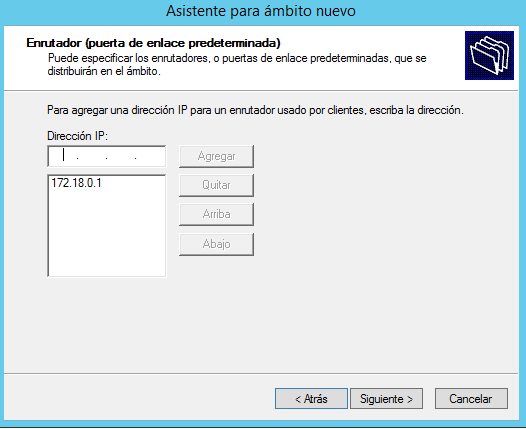 Asistente para ámbito nuevo
Enrutador (puerta de enlace predeterminada)
Puede especificar los enrutadores, o puertas de enlace predeterminadas, que se
distribuirán en el ámbito.
Para agregar una dirección IP para un enrutador usado por clientes, escriba la dirección.
Dirección IP:
. . .
Agregar
172.18.0.1
Quitar
Arriba
Abajo
< Atrás
Siguiente >
Cancelar